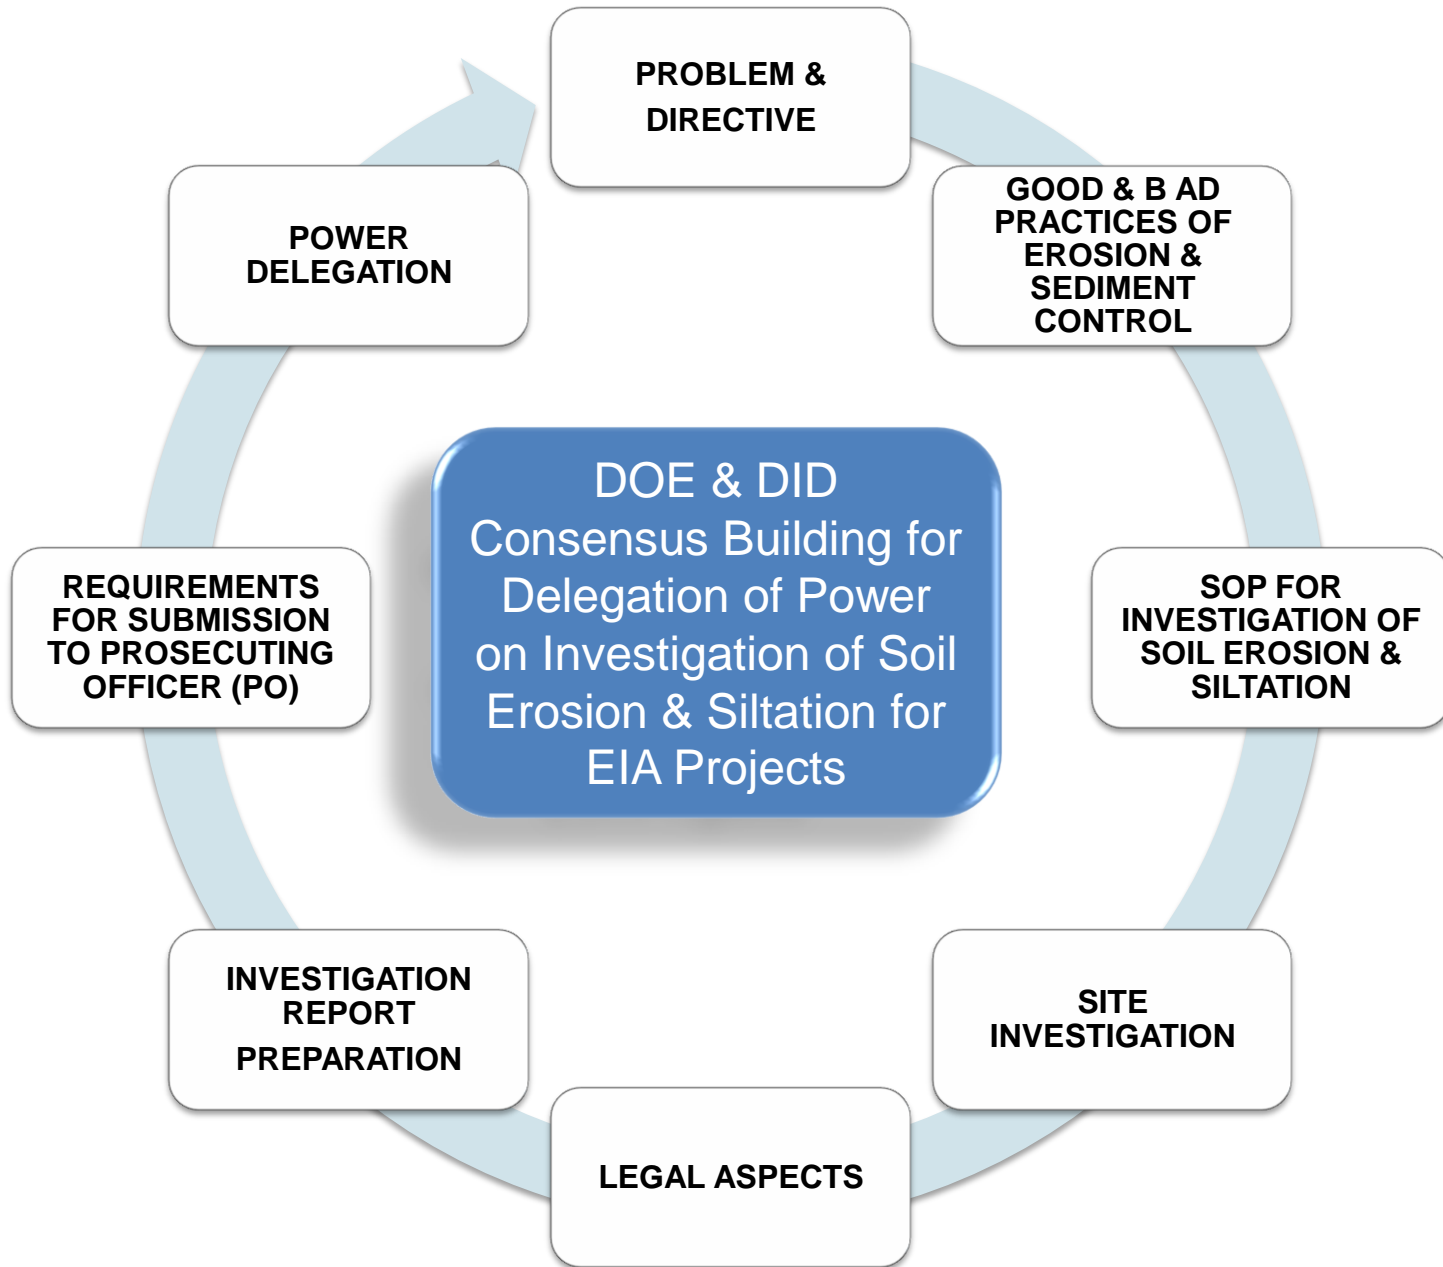 PROBLEM &
DIRECTIVE
GOOD & B AD
PRACTICES OF
EROSION &
SEDIMENT
CONTROL
SOP FOR
INVESTIGATION OF
SOIL EROSION &
SILTATION
SITE
INVESTIGATION
LEGAL ASPECTS
INVESTIGATION
REPORT
PREPARATION
REQUIREMENTS
FOR SUBMISSION
TO PROSECUTING
OFFICER (PO)
POWER
DELEGATION
DOE & DID
Consensus Building for
Delegation of Power
on Investigation of Soil
Erosion & Siltation for
EIA Projects